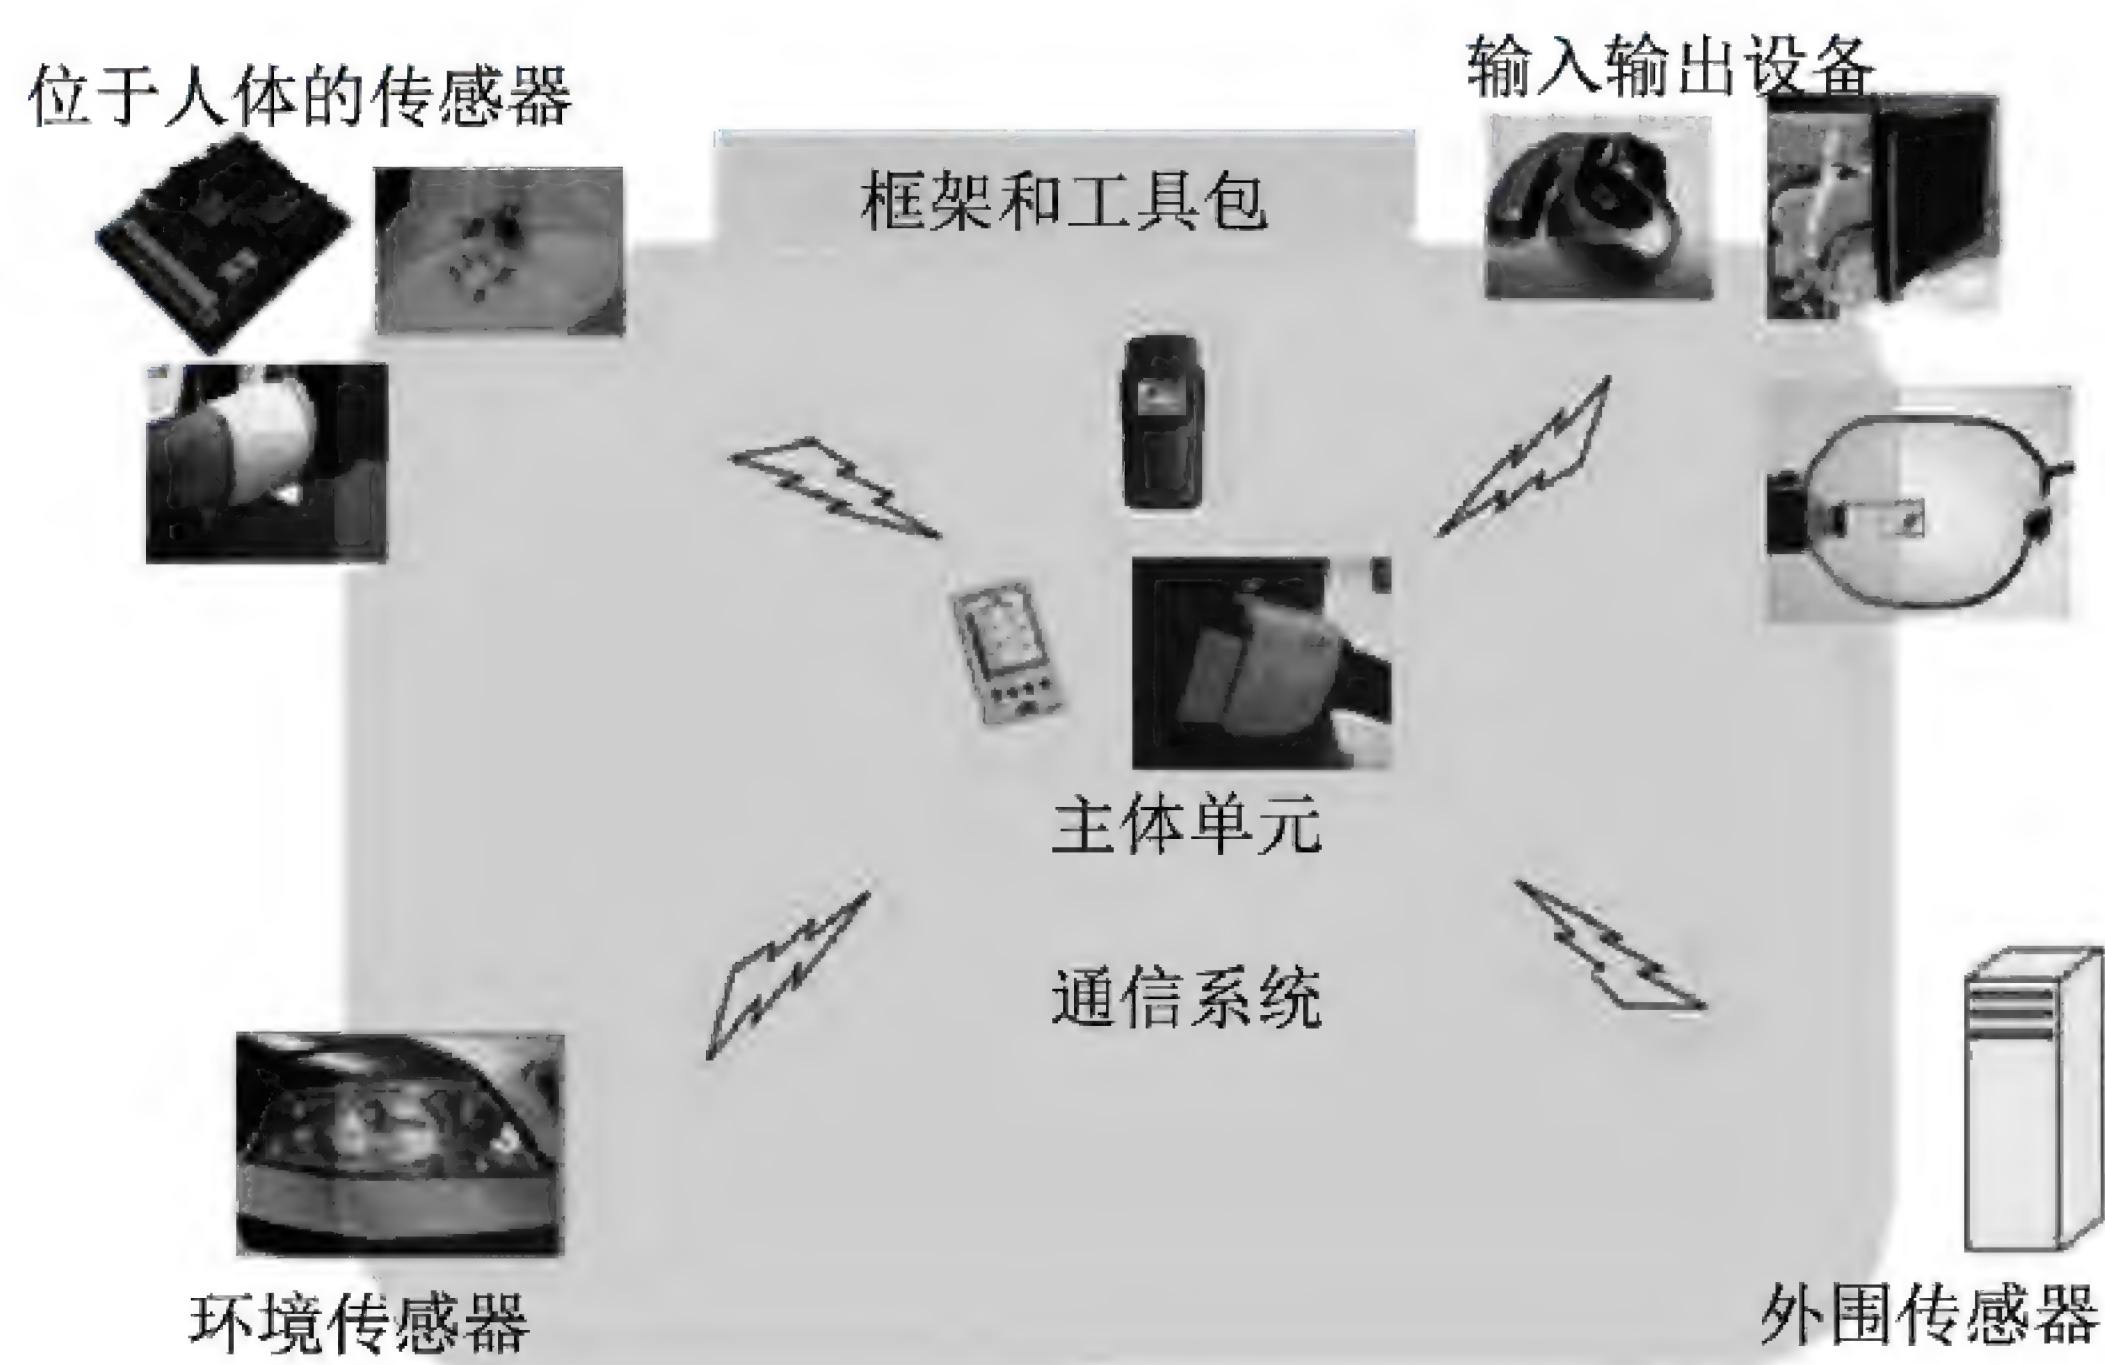 位于人体的传感器
输入输出设备
框架和工具包
主体单元
通信系统
环境传感器
外围传感器